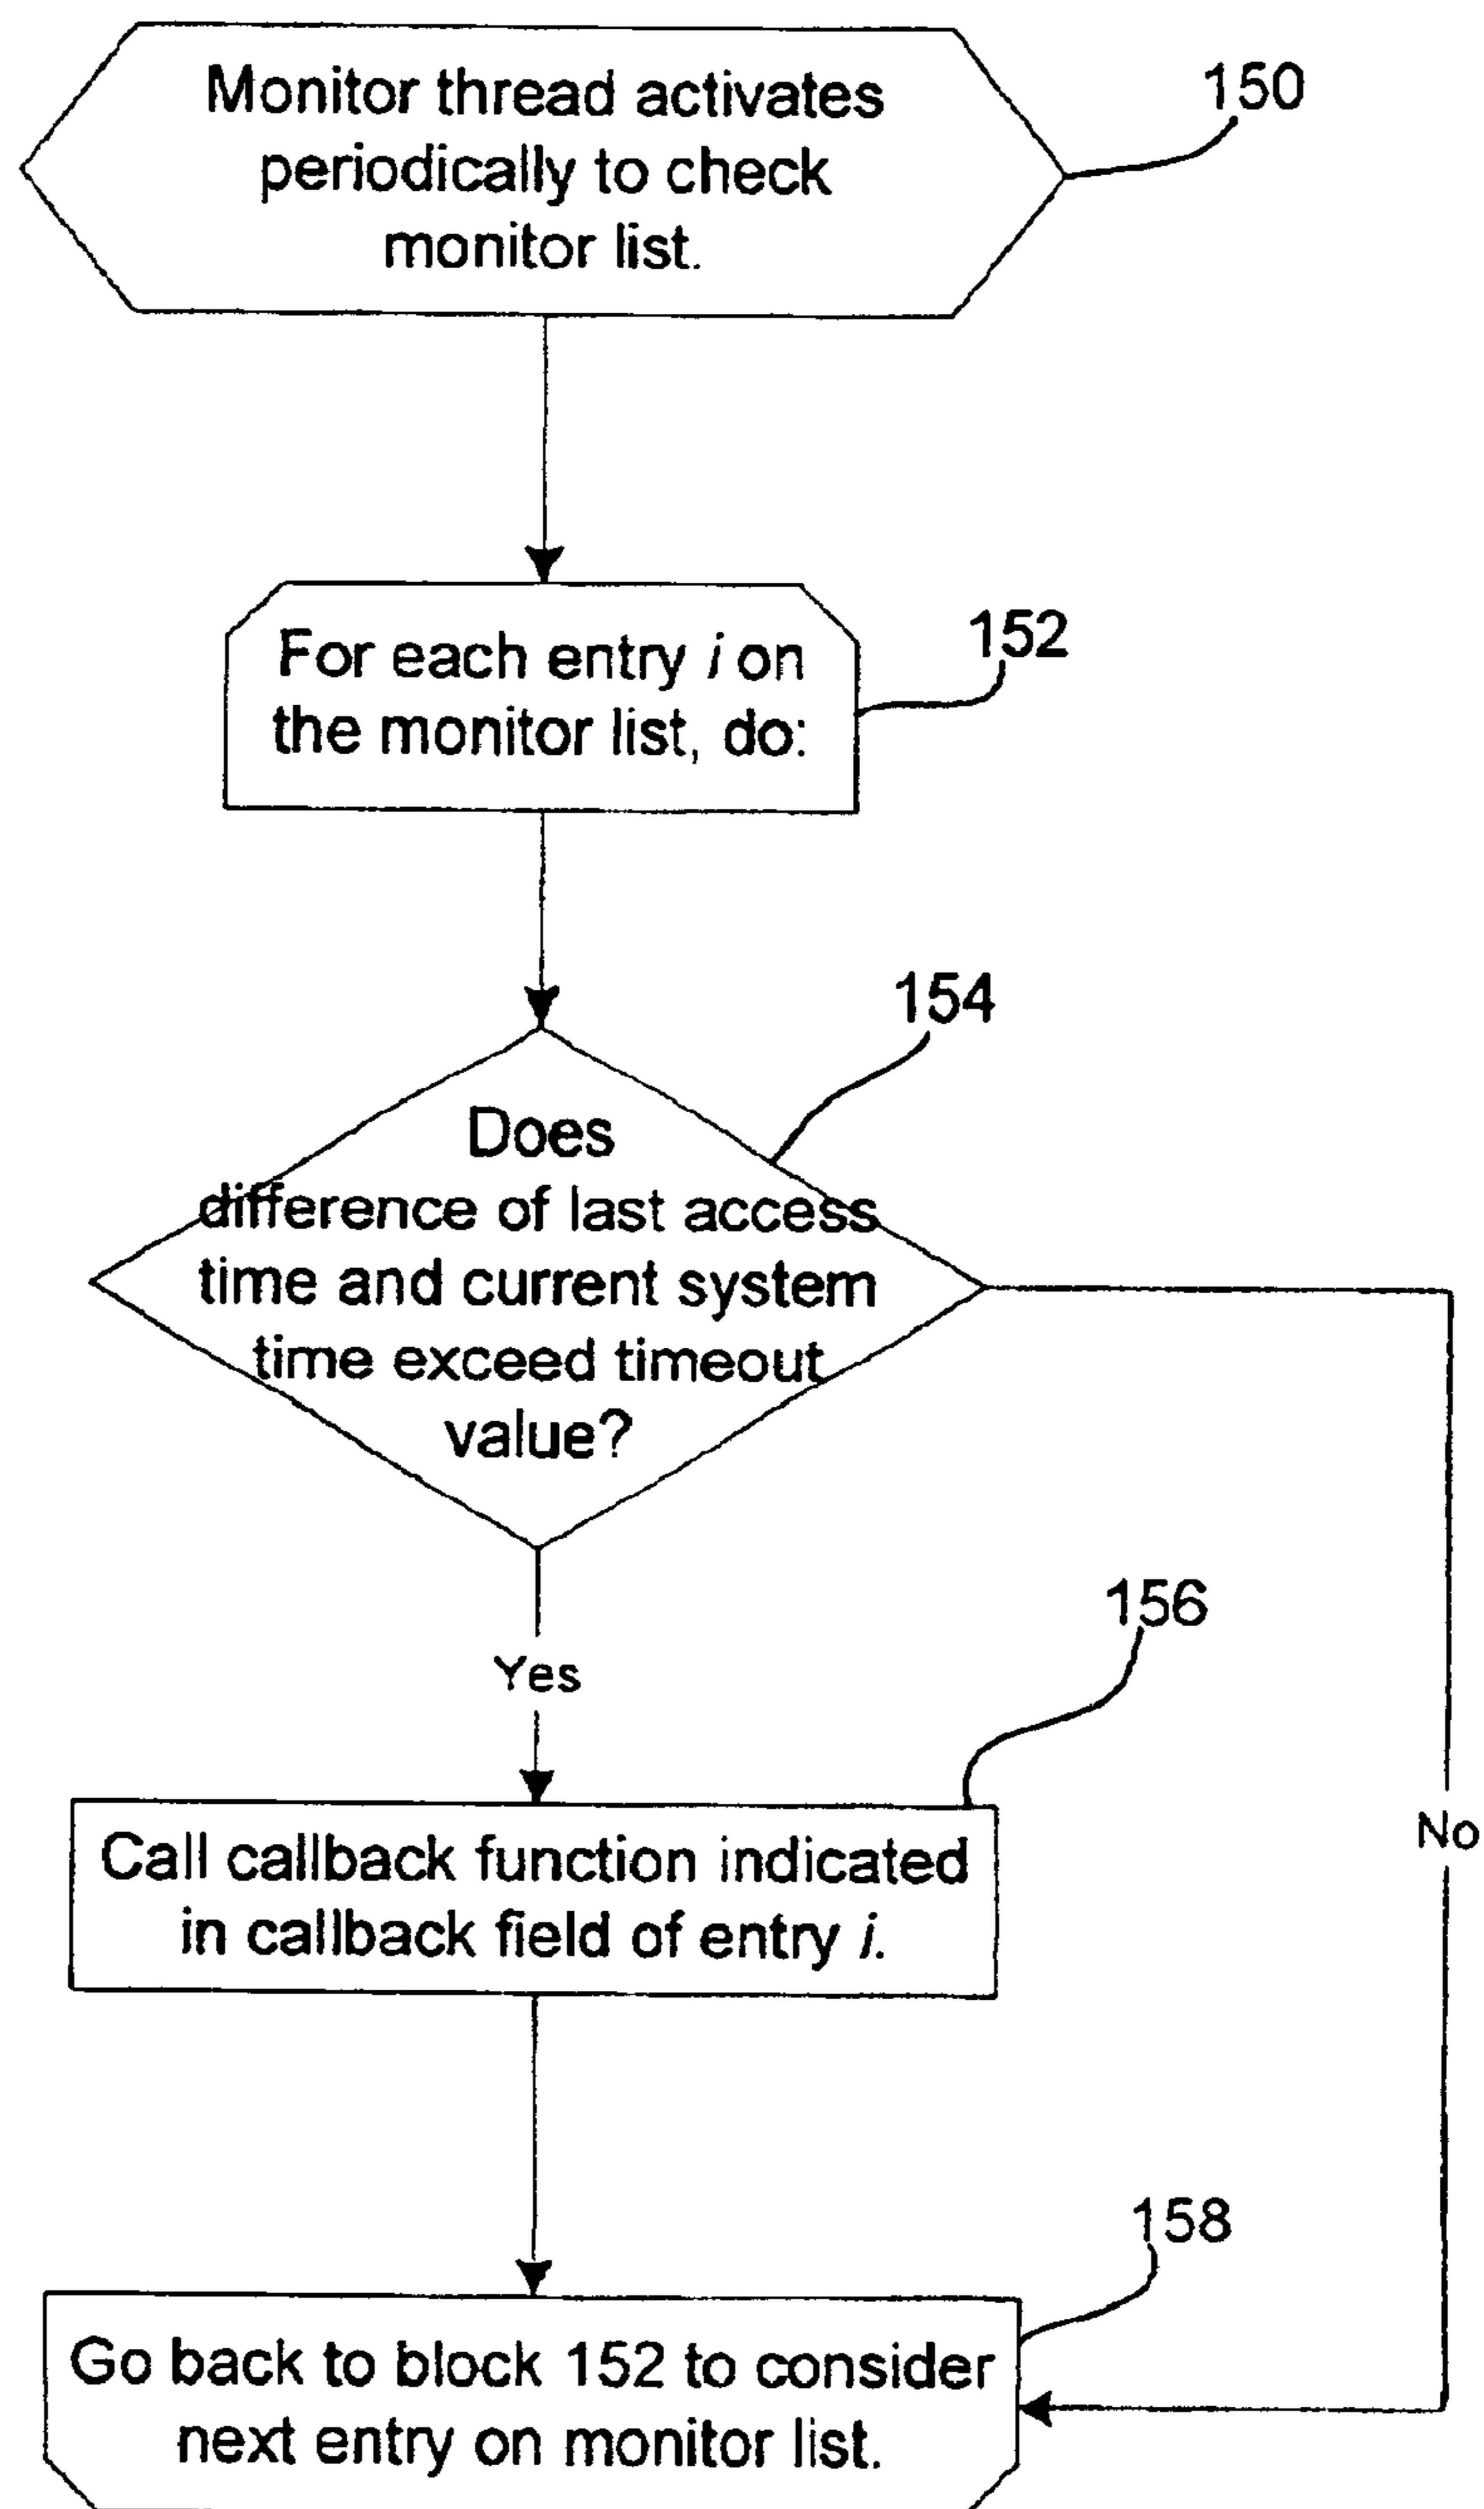 Monitor thread activates
periodically to check
monitor list.
150
For each entry i on
the monitor list, do:
152
154
Does
difference of last access
time and current system
time exceed timeout
value?
Yes
156
Call callback function indicated
in callback field of entry i.
No
158
Go back to block 152 to consider
next entry on monitor list.